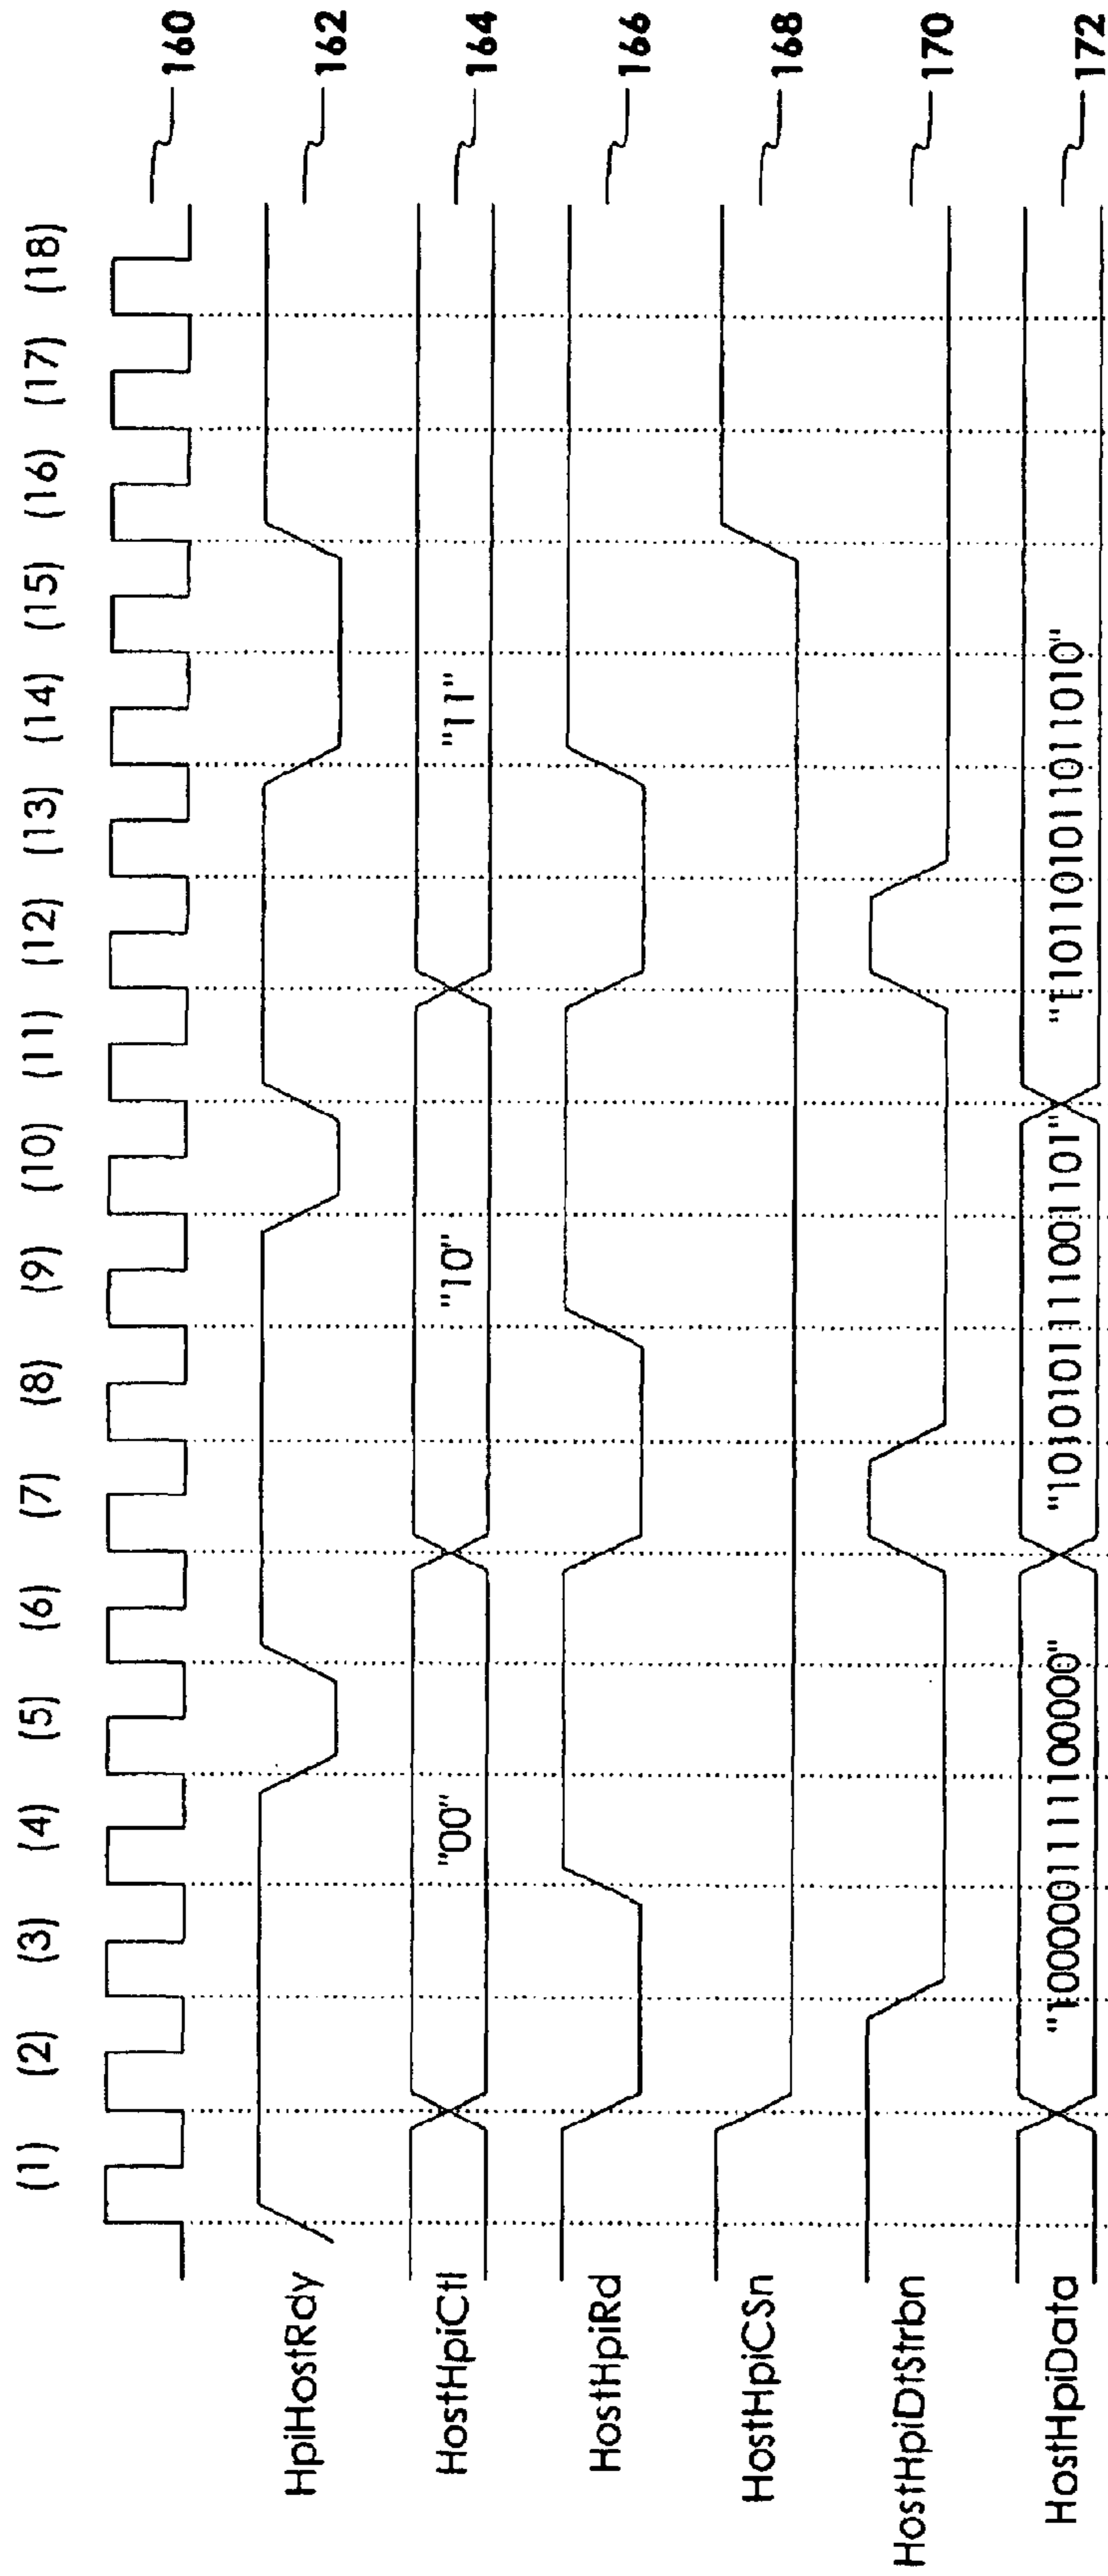 (1) (2) (3) (4) (5) (6) (7) (8) (9) (10) (11) (12) (13) (14) (15) (16) (17) (18)
160
HpiHostRdy 162
HostHpiCtl "00" "10" "11" 164
HostHpiRd 166
HostHpiCSn 168
HostHpiDtStrbn 170
HostHpiData "1000001111100000" "1010101111001101" "1101101011011010" 172